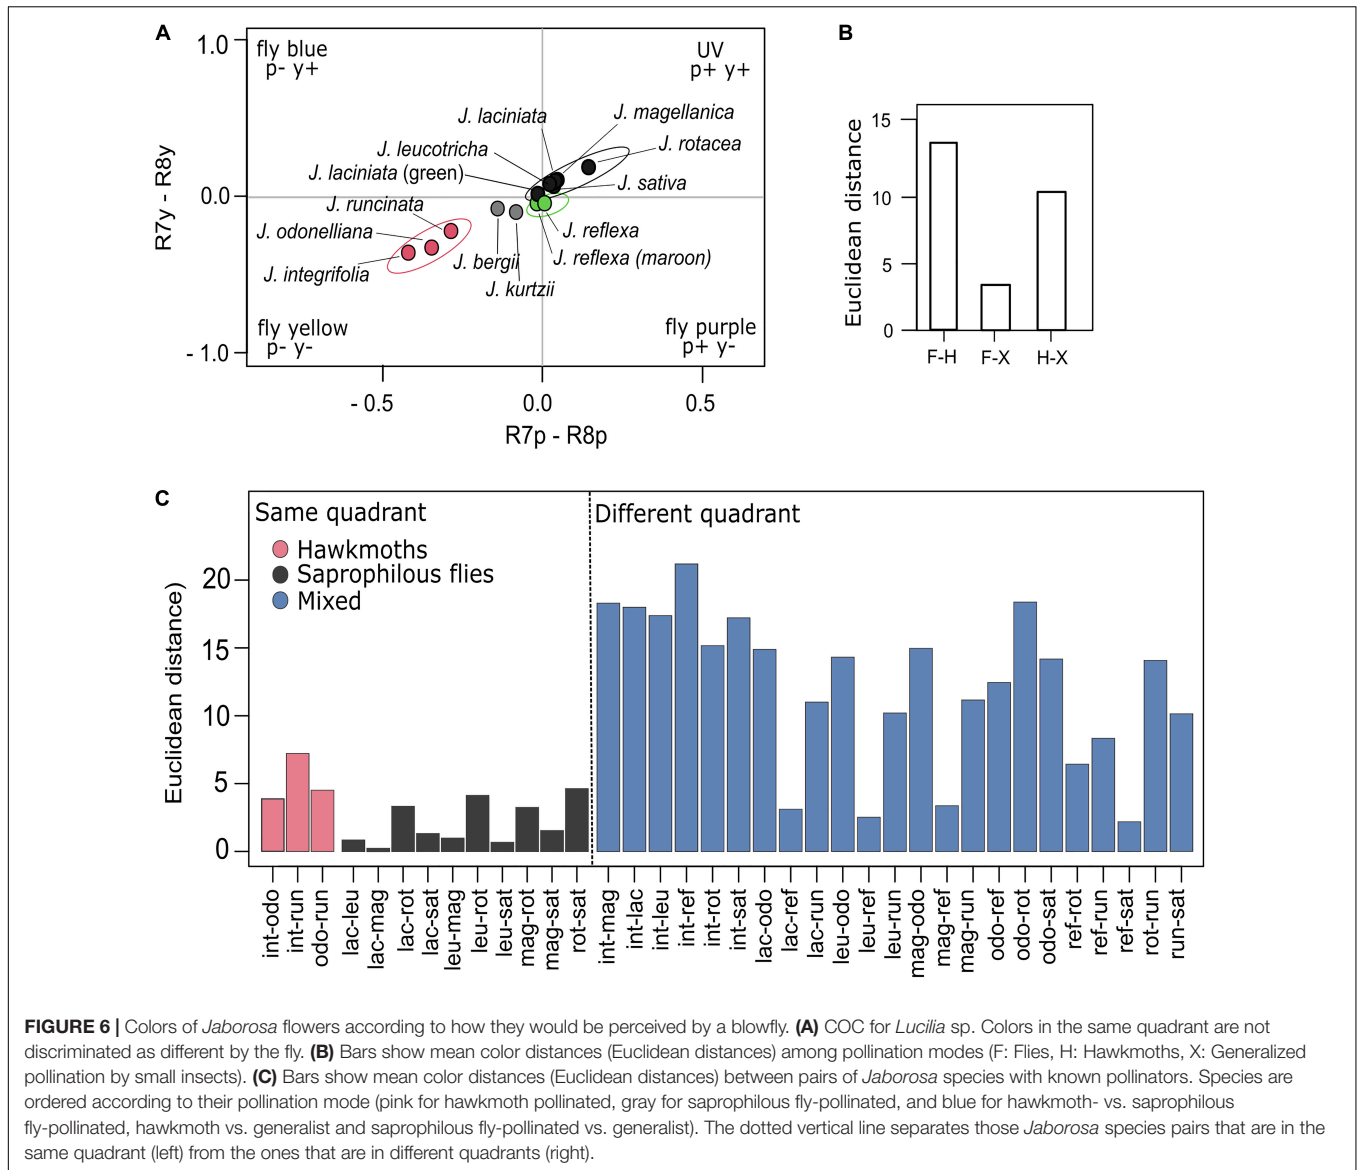 A
1.0
0.0
- 1.0
R7y - R8y
fly blue
p- y+
UV
p+ y+
J. laciniata
J. magellanica
J. leucotricha
J. rotacea
J. laciniata (green)
J. sativa
J. runcinata
J. odonelliana
J. reflexa
J. integrifolia
J. bergii
J. reflexa (maroon)
J. kurtzii
fly yellow
p- y-
fly purple
p+ y-
- 0.5
0.0
0.5
R7p - R8p
B
Euclidean distance
15
10
5
0
F-H
F-X
H-X
C
Same quadrant
Different quadrant
Hawkmoths
Saprophilous flies
Mixed
Euclidean distance)
20
15
10
5
0
int-odo
int-run
odo-run
lac-leu
lac-mag
lac-rot
lac-sat
leu-mag
leu-rot
leu-sat
mag-rot
mag-sat
rot-sat
int-mag
int-lac
int-leu
int-ref
int-rot
int-sat
lac-odo
lac-ref
lac-run
leu-odo
leu-ref
leu-run
mag-odo
mag-ref
mag-run
odo-ref
odo-rot
odo-sat
ref-rot
ref-run
ref-sat
rot-run
run-sat
FIGURE 6 | Colors of Jaborosa flowers according to how they would be perceived by a blowfly. (A) COC for Lucilia sp. Colors in the same quadrant are not
discriminated as different by the fly. (B) Bars show mean color distances (Euclidean distances) among pollination modes (F: Flies, H: Hawkmoths, X: Generalized
pollination by small insects). (C) Bars show mean color distances (Euclidean distances) between pairs of Jaborosa species with known pollinators. Species are
ordered according to their pollination mode (pink for hawkmoth pollinated, gray for saprophilous fly-pollinated, and blue for hawkmoth- vs. saprophilous
fly-pollinated, hawkmoth vs. generalist and saprophilous fly-pollinated vs. generalist). The dotted vertical line separates those Jaborosa species pairs that are in the
same quadrant (left) from the ones that are in different quadrants (right).